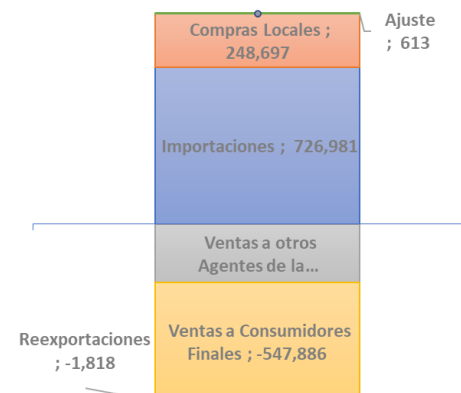 Ajuste
; 613
Compras Locales ;
248,697
Importaciones ; 726,981
Ventas a otros
Agentes de la...
Ventas a Consumidores
Finales ; -547,886
Reexportaciones
; -1,818